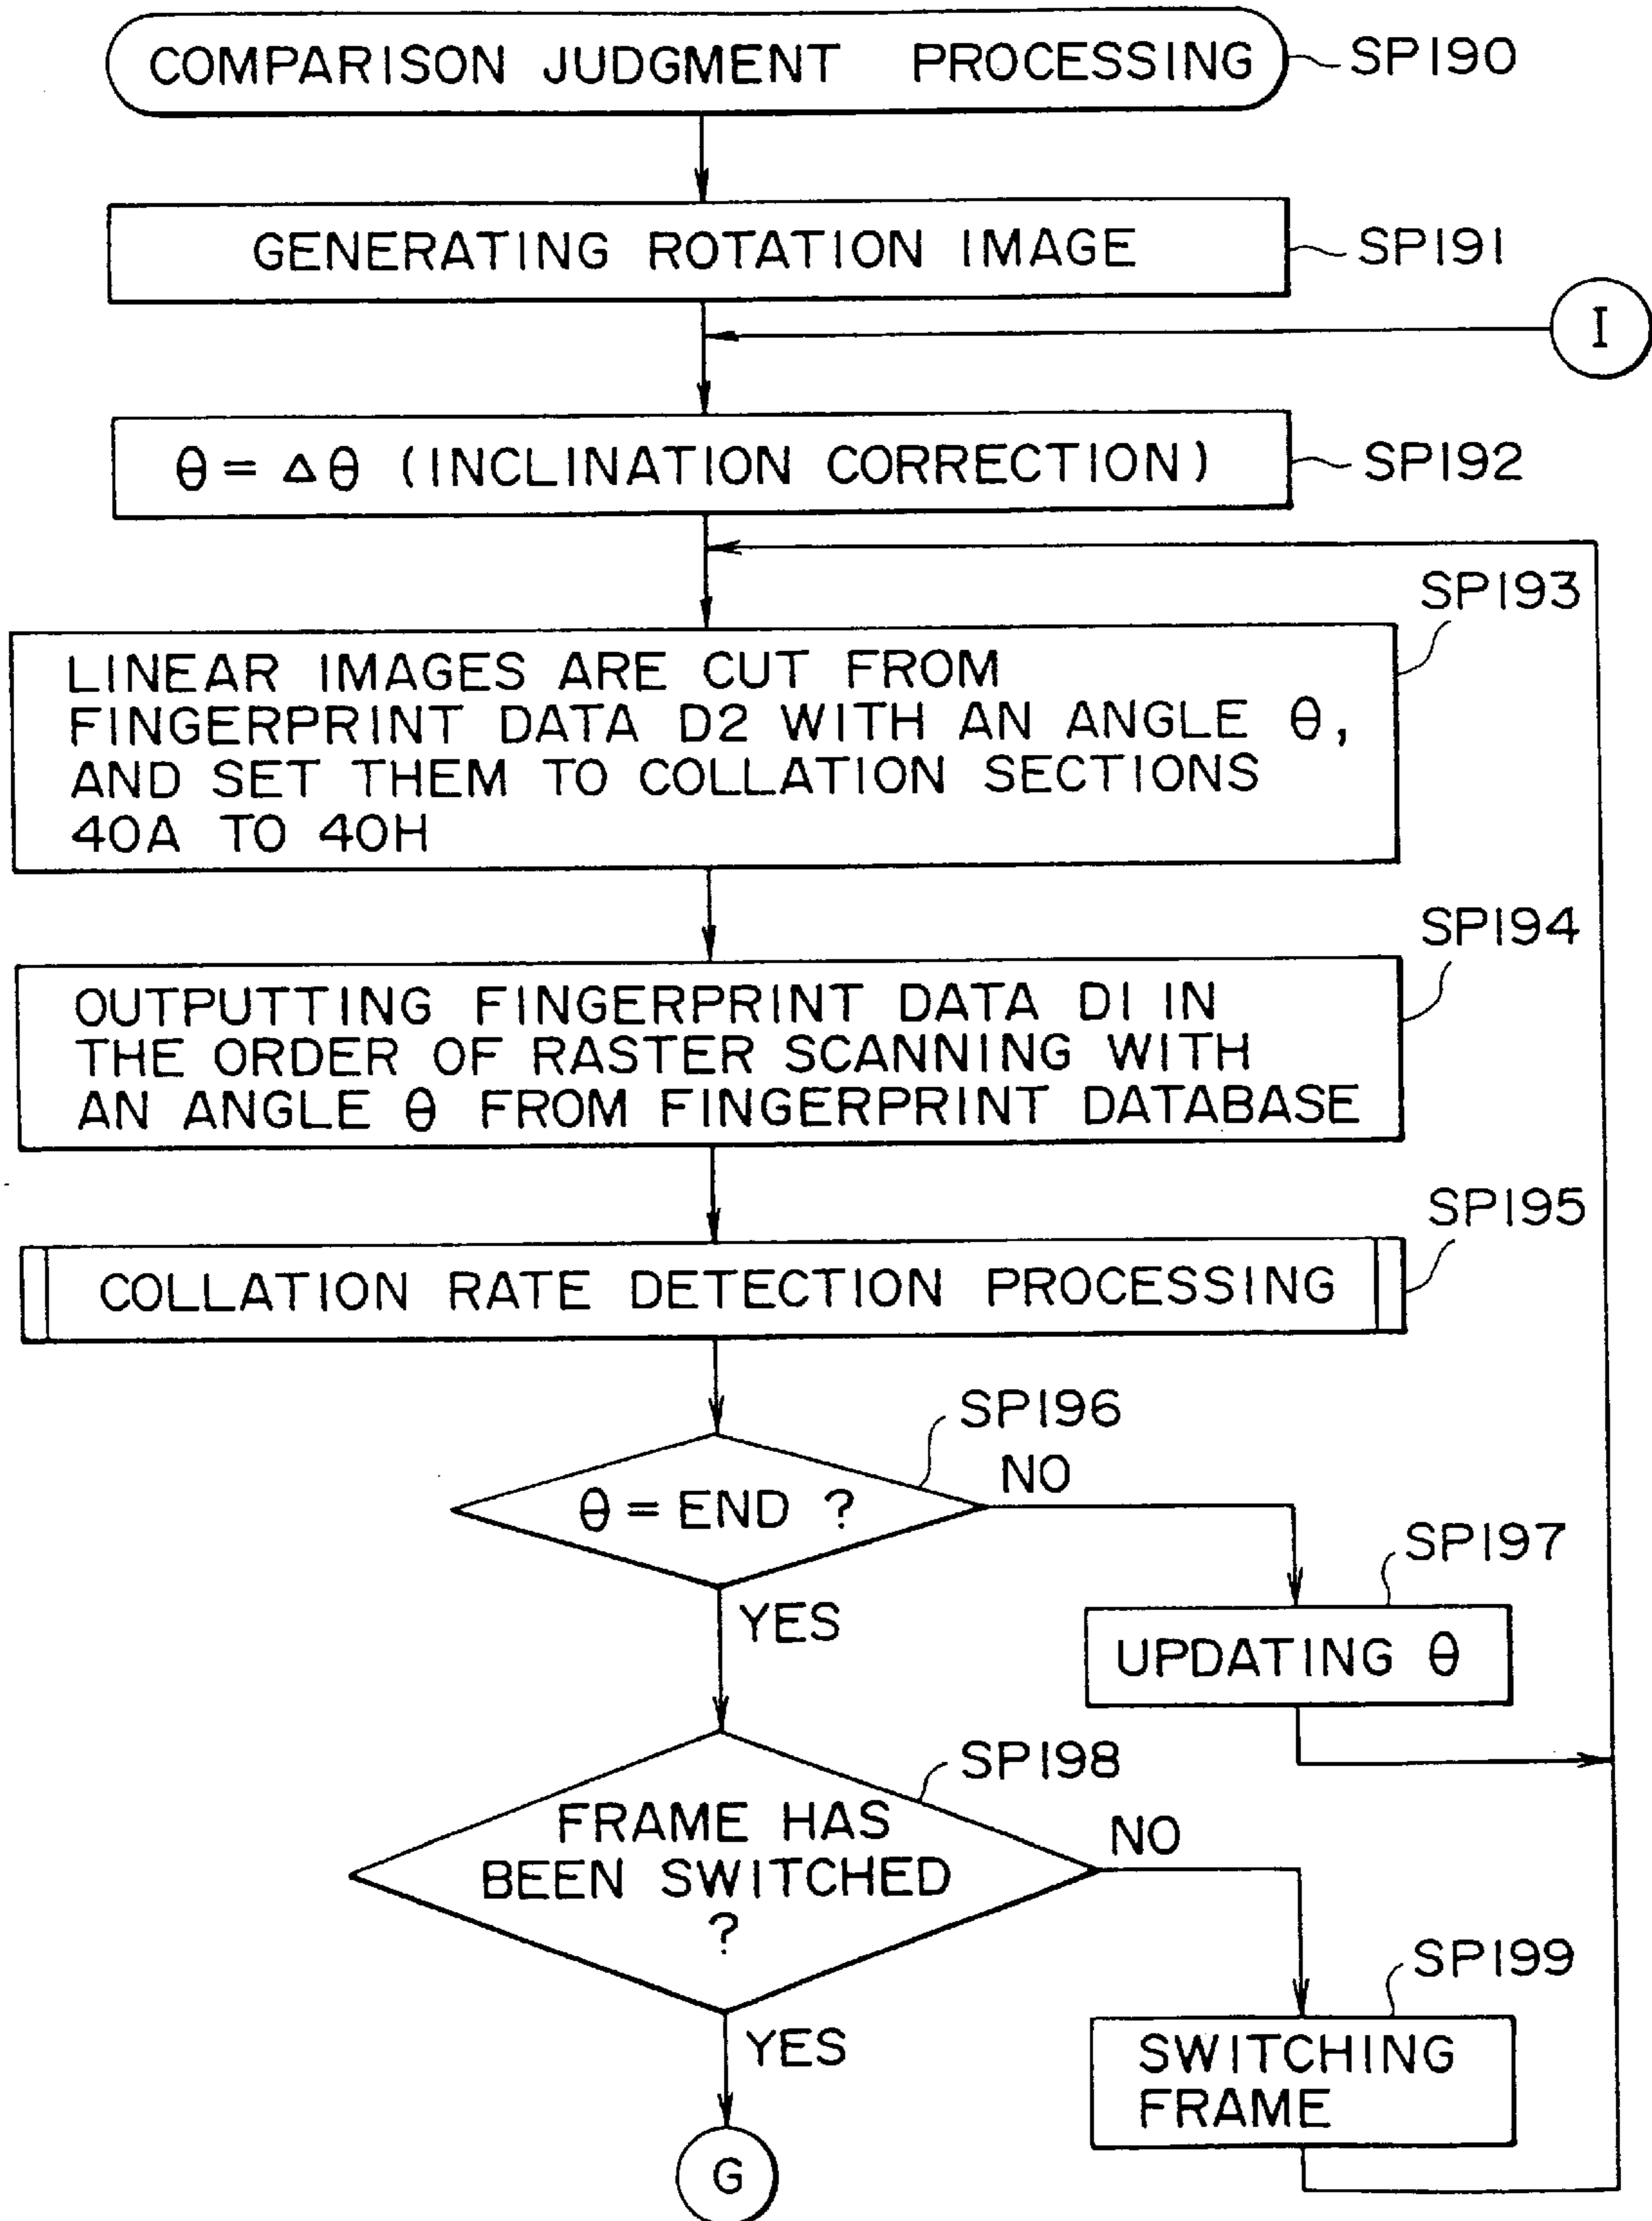 COMPARISON JUDGMENT PROCESSING
SP190
GENERATING ROTATION IMAGE
SP191
I
θ = Δθ (INCLINATION CORRECTION)
SP192
SP193
LINEAR IMAGES ARE CUT FROM
FINGERPRINT DATA D2 WITH AN ANGLE θ,
AND SET THEM TO COLLATION SECTIONS
40A TO 40H
SP194
OUTPUTTING FINGERPRINT DATA D1 IN
THE ORDER OF RASTER SCANNING WITH
AN ANGLE θ FROM FINGERPRINT DATABASE
SP195
COLLATION RATE DETECTION PROCESSING
SP196
θ = END ?
NO
SP197
YES
UPDATING θ
SP198
FRAME HAS
BEEN SWITCHED
?
NO
SP199
YES
SWITCHING
FRAME
G